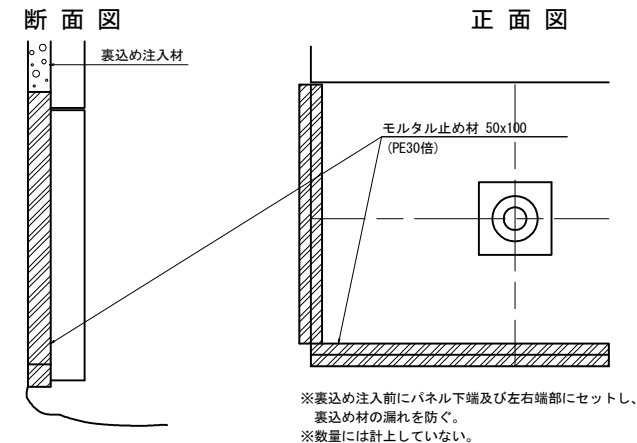 断面図
正面図
裏込め注入材
モルタル止め材 50x100
(PE30倍)
※裏込め注入前にパネル下端及び左右端部にセットし、
裏込め材の漏れを防ぐ。
※数量には計上していない。